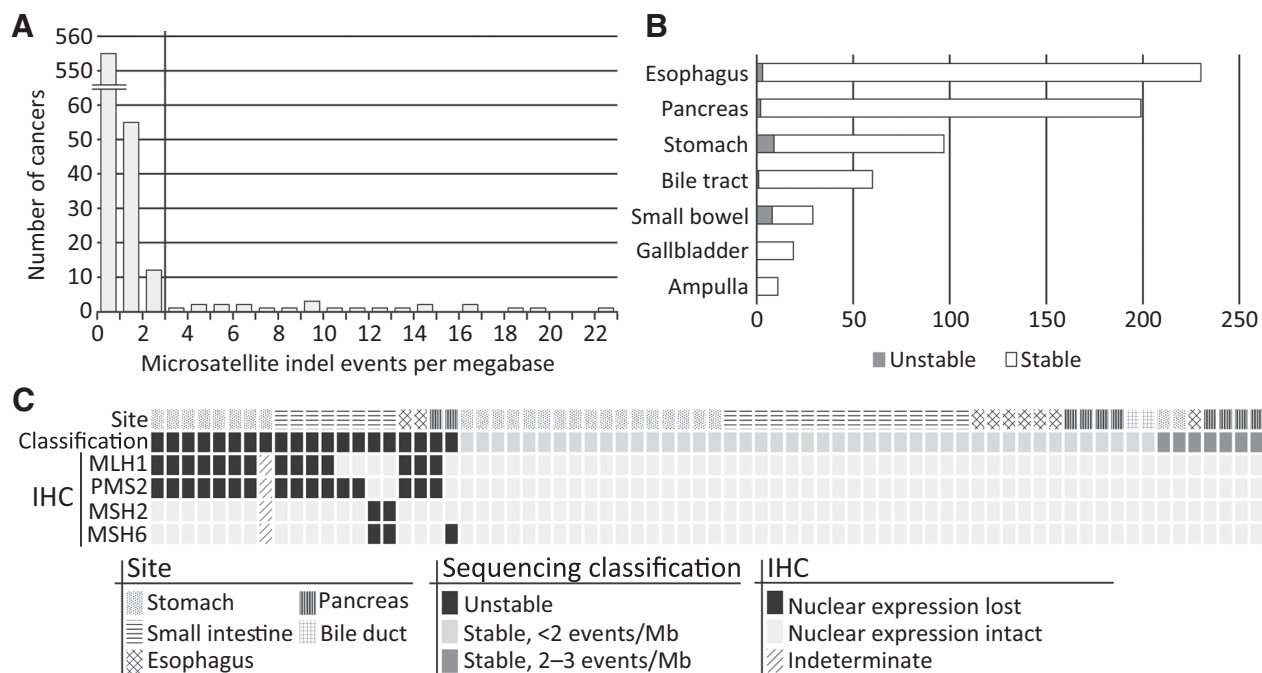 A
Number of cancers
560
550
60
50
40
30
20
10
0
0 2 4 6 8 10 12 14 16 18 20 22
Microsatellite indel events per megabase
B
Esophagus
Pancreas
Stomach
Bile tract
Small bowel
Gallbladder
Ampulla
0 50 100 150 200 250
Unstable Stable
C
Site
Classification
IHC
MLH1
PMS2
MSH2
MSH6
Site
Stomach Pancreas
Small intestine Bile duct
Esophagus
Sequencing classification
Unstable
Stable, <2 events/Mb
Stable, 2–3 events/Mb
IHC
Nuclear expression lost
Nuclear expression intact
Indeterminate